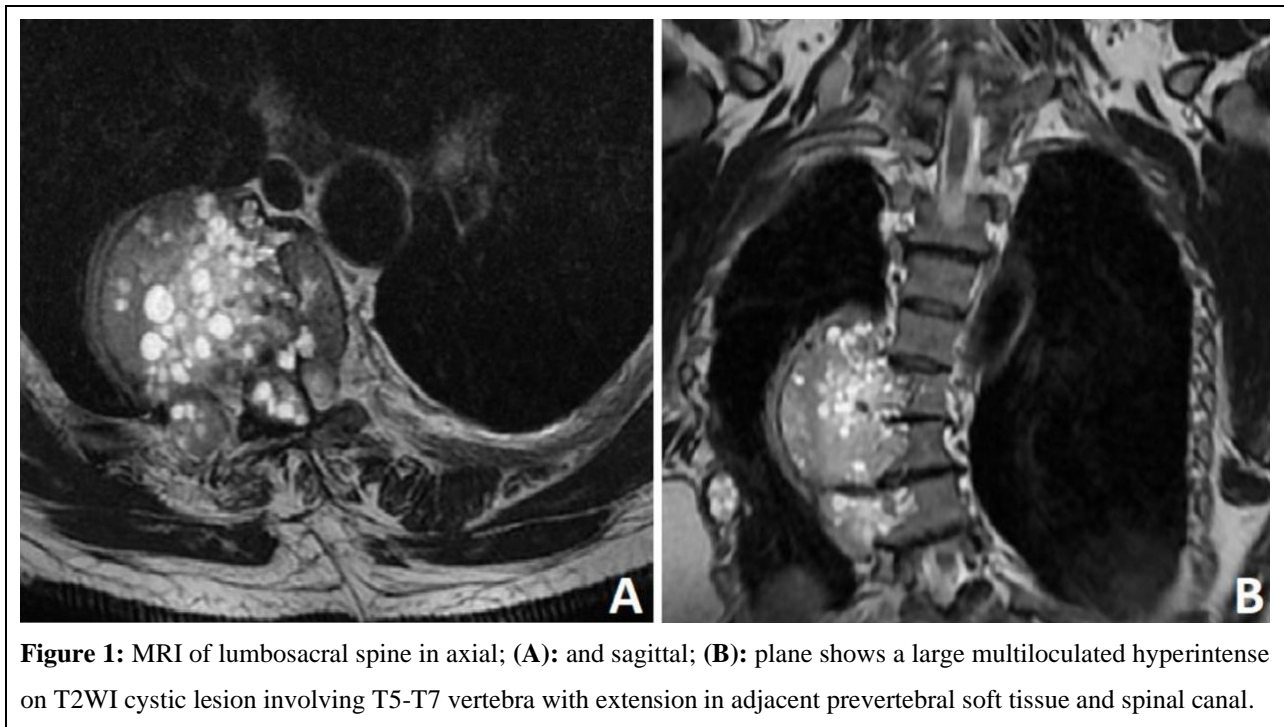 A
B
Figure 1: MRI of lumbosacral spine in axial; (A): and sagittal; (B): plane shows a large multiloculated hyperintense
on T2WI cystic lesion involving T5-T7 vertebra with extension in adjacent prevertebral soft tissue and spinal canal.